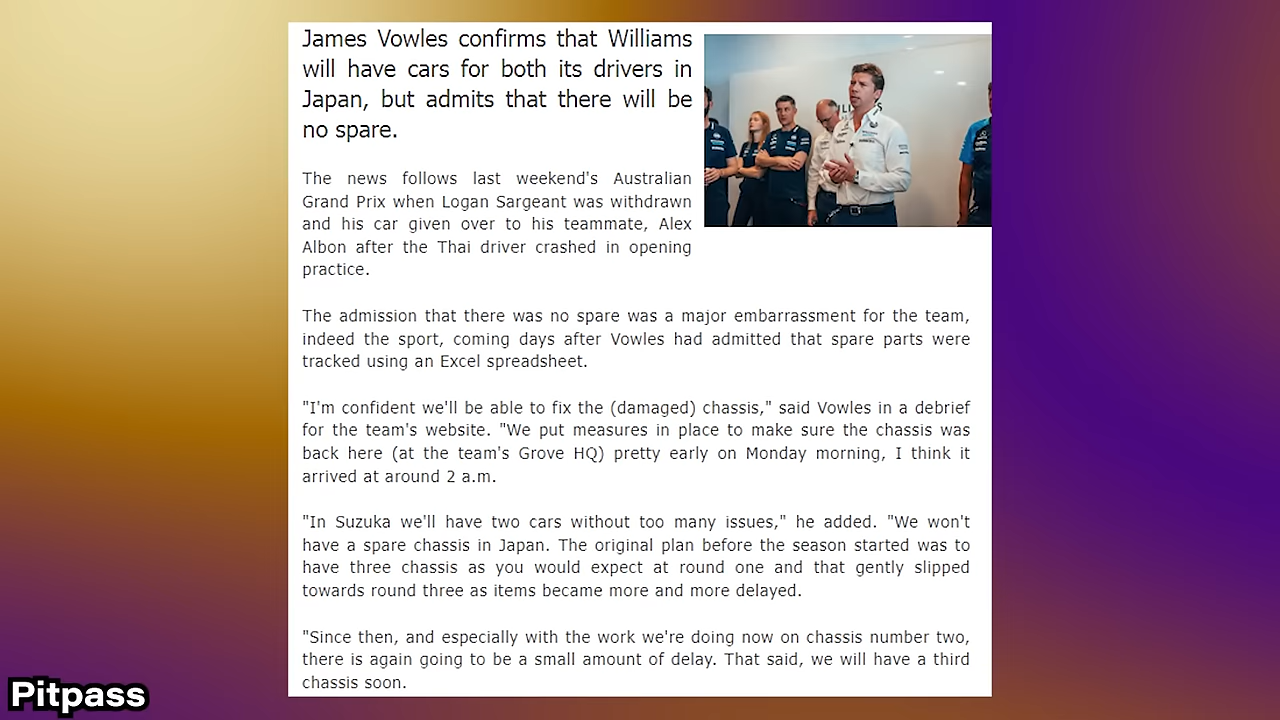 James Vowles confirms that Williams
will have cars for both its drivers in
Japan, but admits that there will be
no spare.
The news follows last weekend's Australian
Grand Prix when Logan Sargeant was withdrawn
and his car given over to his teammate, Alex
Albon after the Thai driver crashed in opening
practice.
The admission that there was no spare was a major embarrassment for the team,
indeed the sport, coming days after Vowles had admitted that spare parts were
tracked using an Excel spreadsheet.
"I'm confident we'll be able to fix the (damaged) chassis," said Vowles in a debrief
for the team's website. "We put measures in place to make sure the chassis was
back here (at the team's Grove HQ) pretty early on Monday morning, I think it
arrived at around 2 a.m.
"In Suzuka we'll have two cars without too many issues," he added. "We won't
have a spare chassis in Japan. The original plan before the season started was to
have three chassis as you would expect at round one and that gently slipped
towards round three as items became more and more delayed.
"Since then, and especially with the work we're doing now on chassis number two,
there is again going to be a small amount of delay. That said, we will have a third
chassis soon.
Pitpass